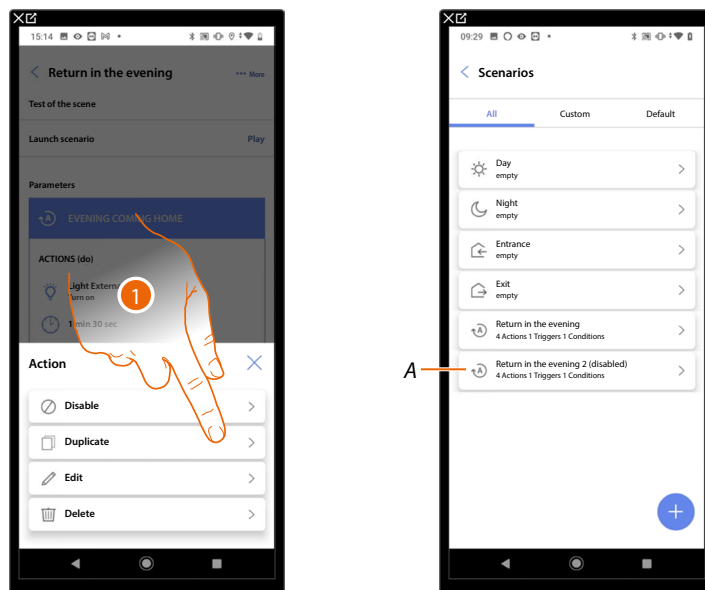 15:14
Return in the evening
••• More
Test of the scene
Launch scenario
Play
Parameters
EVENING COMING HOME
ACTIONS (do)
Light Externa
Turn on
1 min 30 sec
1
Action
Disable
Duplicate
Edit
Delete
09:29
Scenarios
All Custom Default
Day
empty
Night
empty
Entrance
empty
Exit
empty
Return in the evening
4 Actions 1 Triggers 1 Conditions
A
Return in the evening 2 (disabled)
4 Actions 1 Triggers 1 Conditions